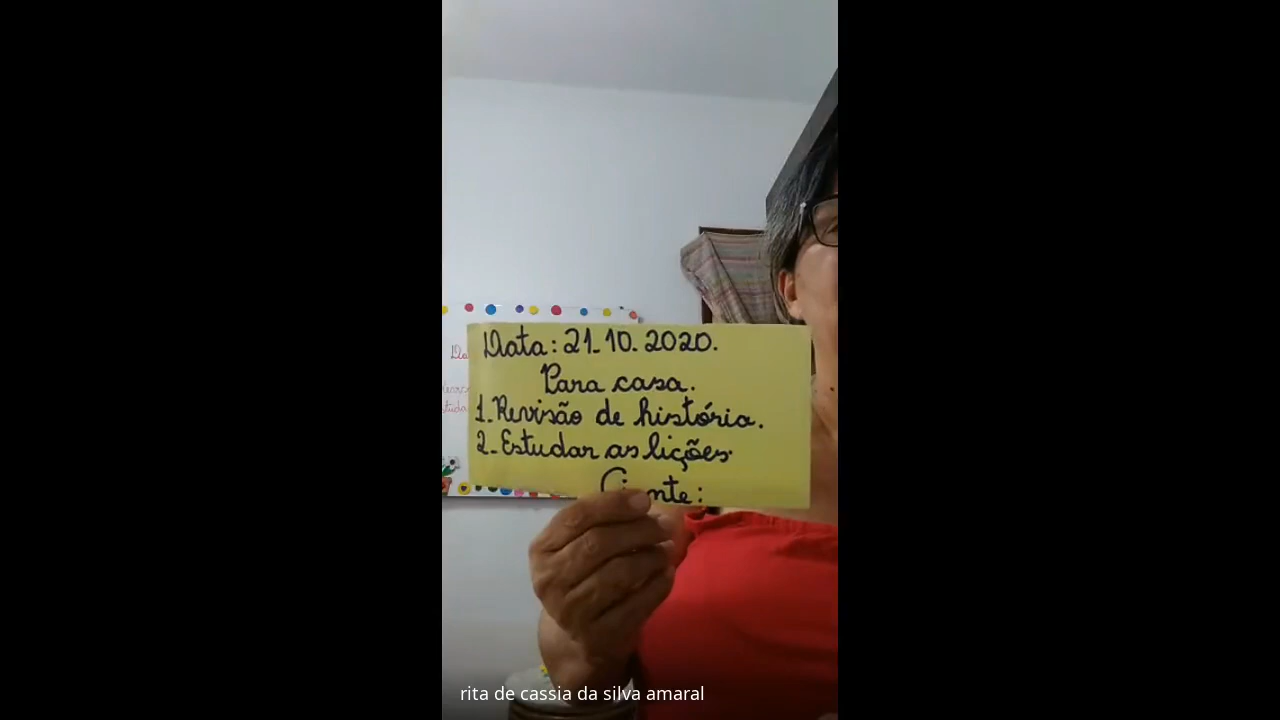 Data: 21.10.2020.
Para casa.
1. Revisão de história.
2. Estudar as lições.
rita de cassia da silva amaral